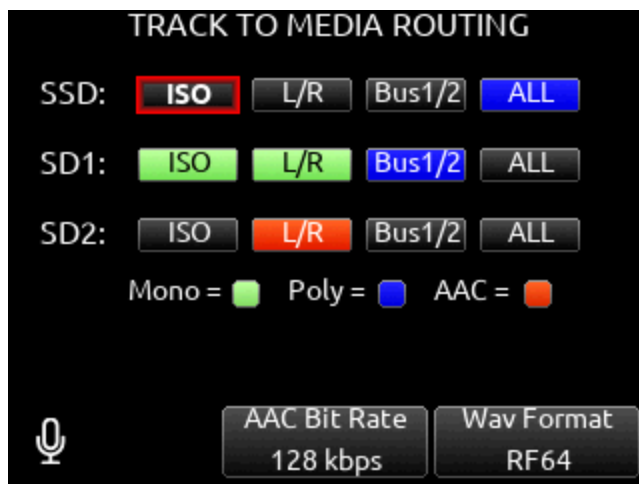 TRACK TO MEDIA ROUTING
SSD: ISO L/R Bus1/2 ALL
SD1: ISO L/R Bus1/2 ALL
SD2: ISO L/R Bus1/2 ALL
Mono = Poly = AAC =
AAC Bit Rate Wav Format
128 kbps RF64